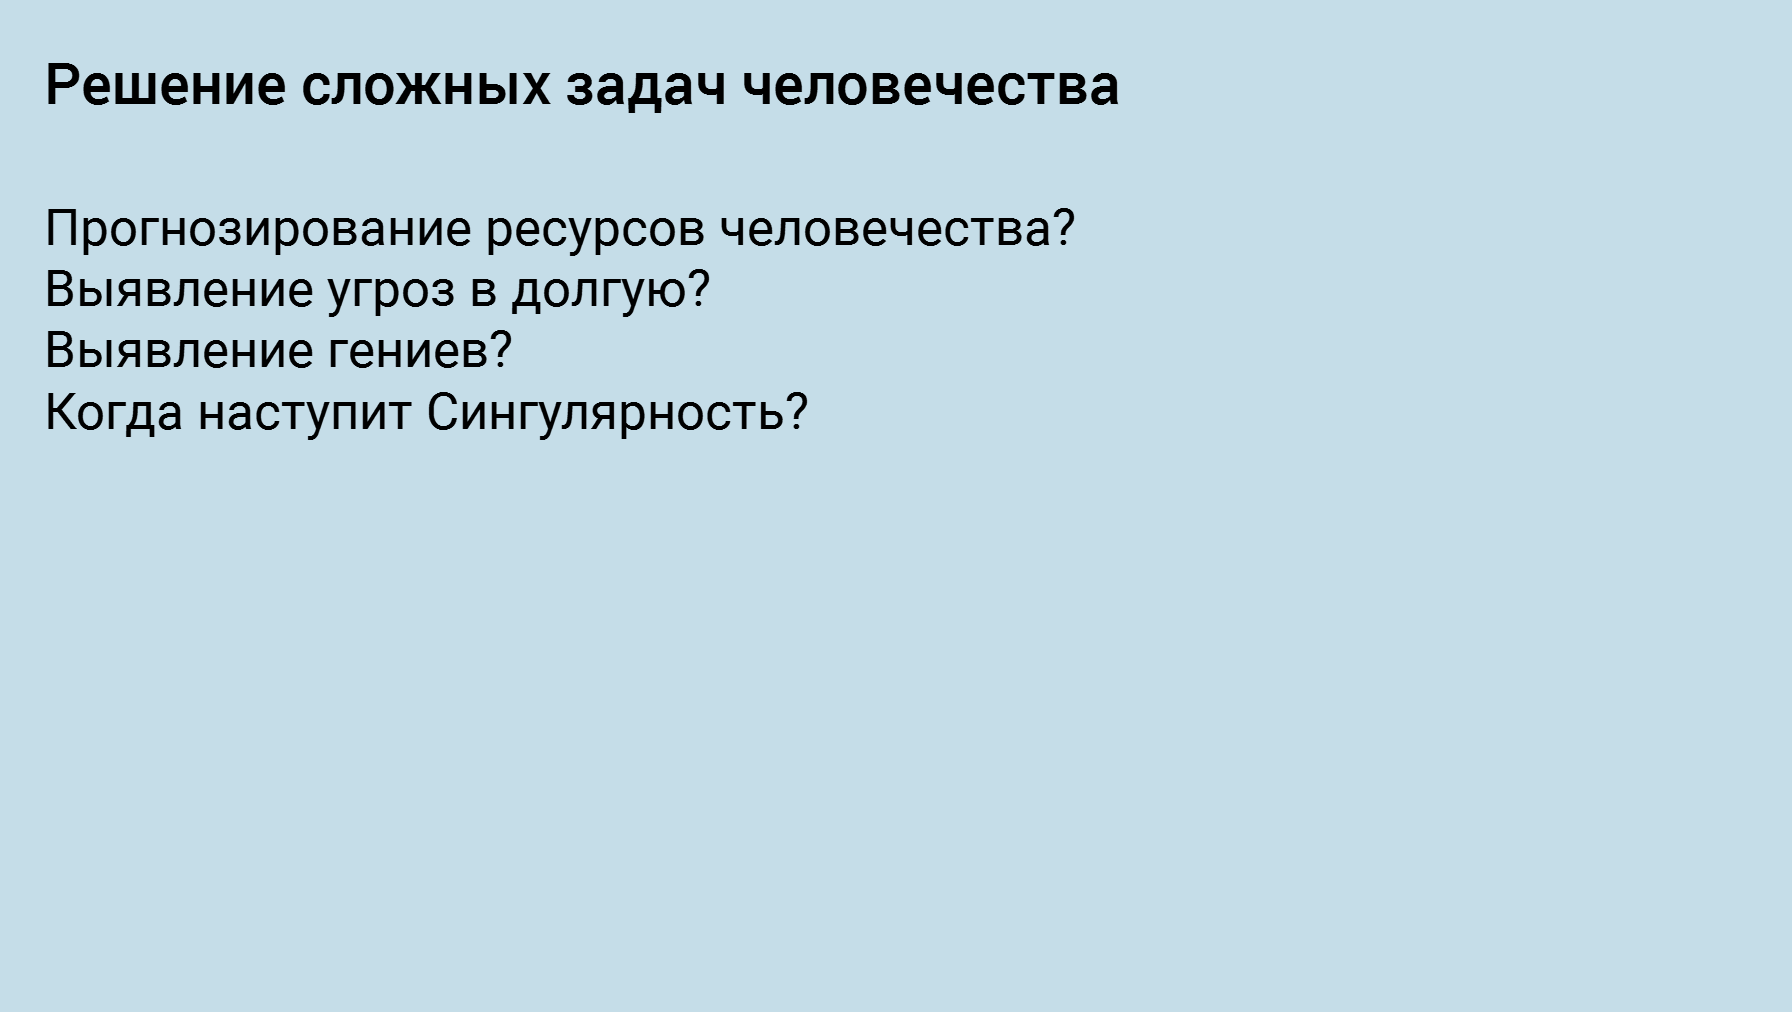 Решение сложных задач человечества
Прогнозирование ресурсов человечества?
Выявление угроз в долгую?
Выявление гениев?
Когда наступит Сингулярность?